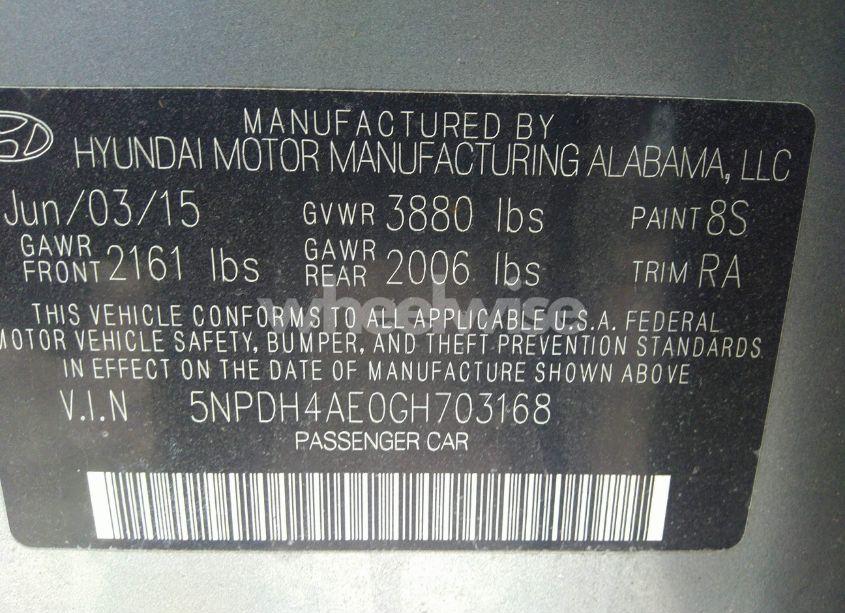 MANUFACTURED BY
HYUNDAI MOTOR MANUFACTURING ALABAMA, LLC
Jun/03/15 GVWR 3880 lbs PAINT 8S
GAWR FRONT 2161 lbs GAWR REAR 2006 lbs TRIM RA
wheelwise
THIS VEHICLE CONFORMS TO ALL APPLICABLE U.S.A. FEDERAL
MOTOR VEHICLE SAFETY, BUMPER, AND THEFT PREVENTION STANDARDS
IN EFFECT ON THE DATE OF MANUFACTURE SHOWN ABOVE
V.I.N 5NPDH4AE0GH703168
PASSENGER CAR